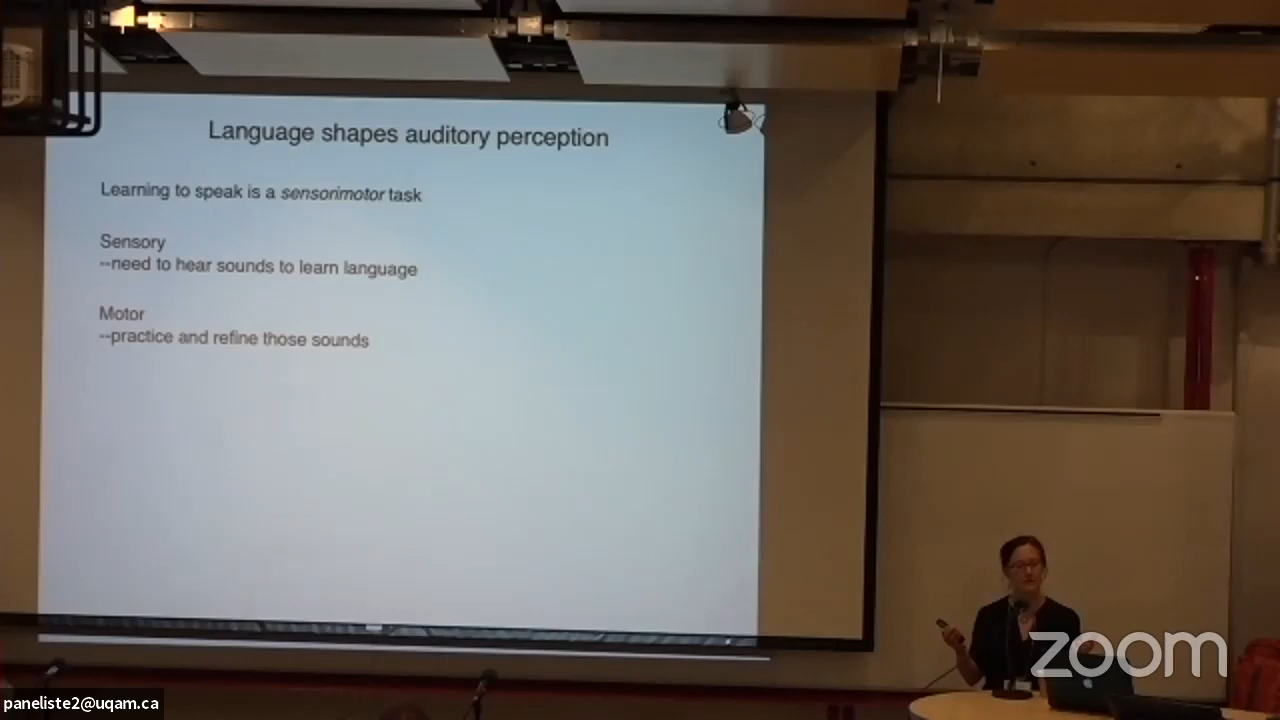 Language shapes auditory perception
Learning to speak is a sensorimotor task
Sensory
--need to hear sounds to learn language
Motor
--practice and refine those sounds
zoom
paneliste2@uqam.ca